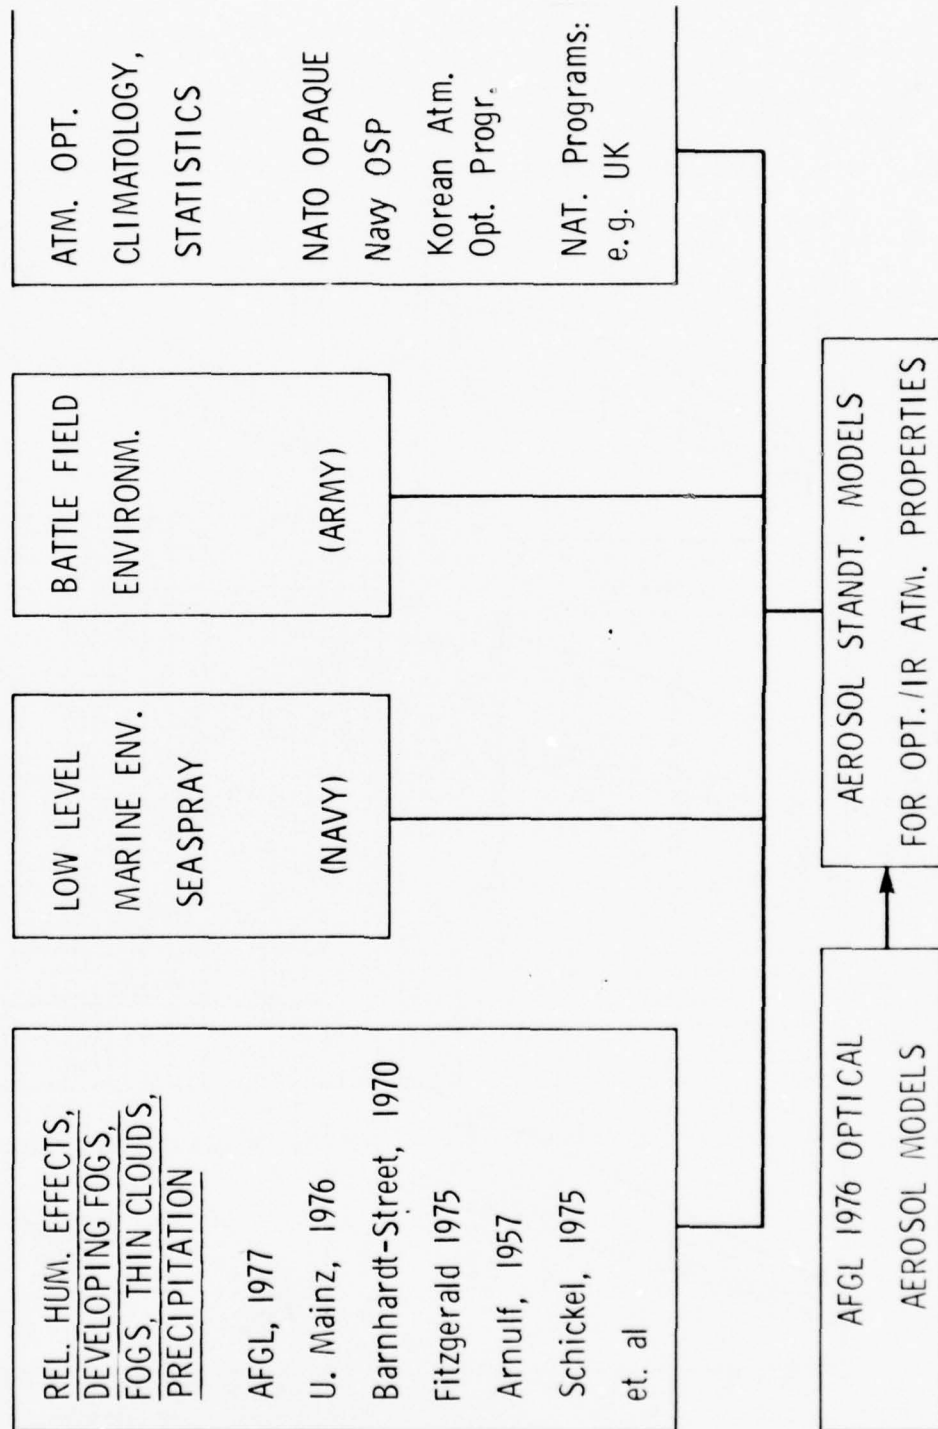 REL. HUM. EFFECTS,
DEVELOPING FOGS,
FOGS, THIN CLOUDS,
PRECIPITATION
AFGL, 1977
U. Mainz, 1976
Barnhardt-Street, 1970
Fitzgerald 1975
Arnulf, 1957
Schickel, 1975
et. al
LOW LEVEL
MARINE ENV.
SEASPRAY
(NAVY)
BATTLE FIELD
ENVIRONM.
(ARMY)
ATM. OPT.
CLIMATOLOGY,
STATISTICS
NATO OPAQUE
Navy OSP
Korean Atm.
Opt. Progr.
NAT. Programs:
e.g. UK
AFGL 1976 OPTICAL
AEROSOL MODELS
AEROSOL STANDT. MODELS
FOR OPT./IR ATM. PROPERTIES